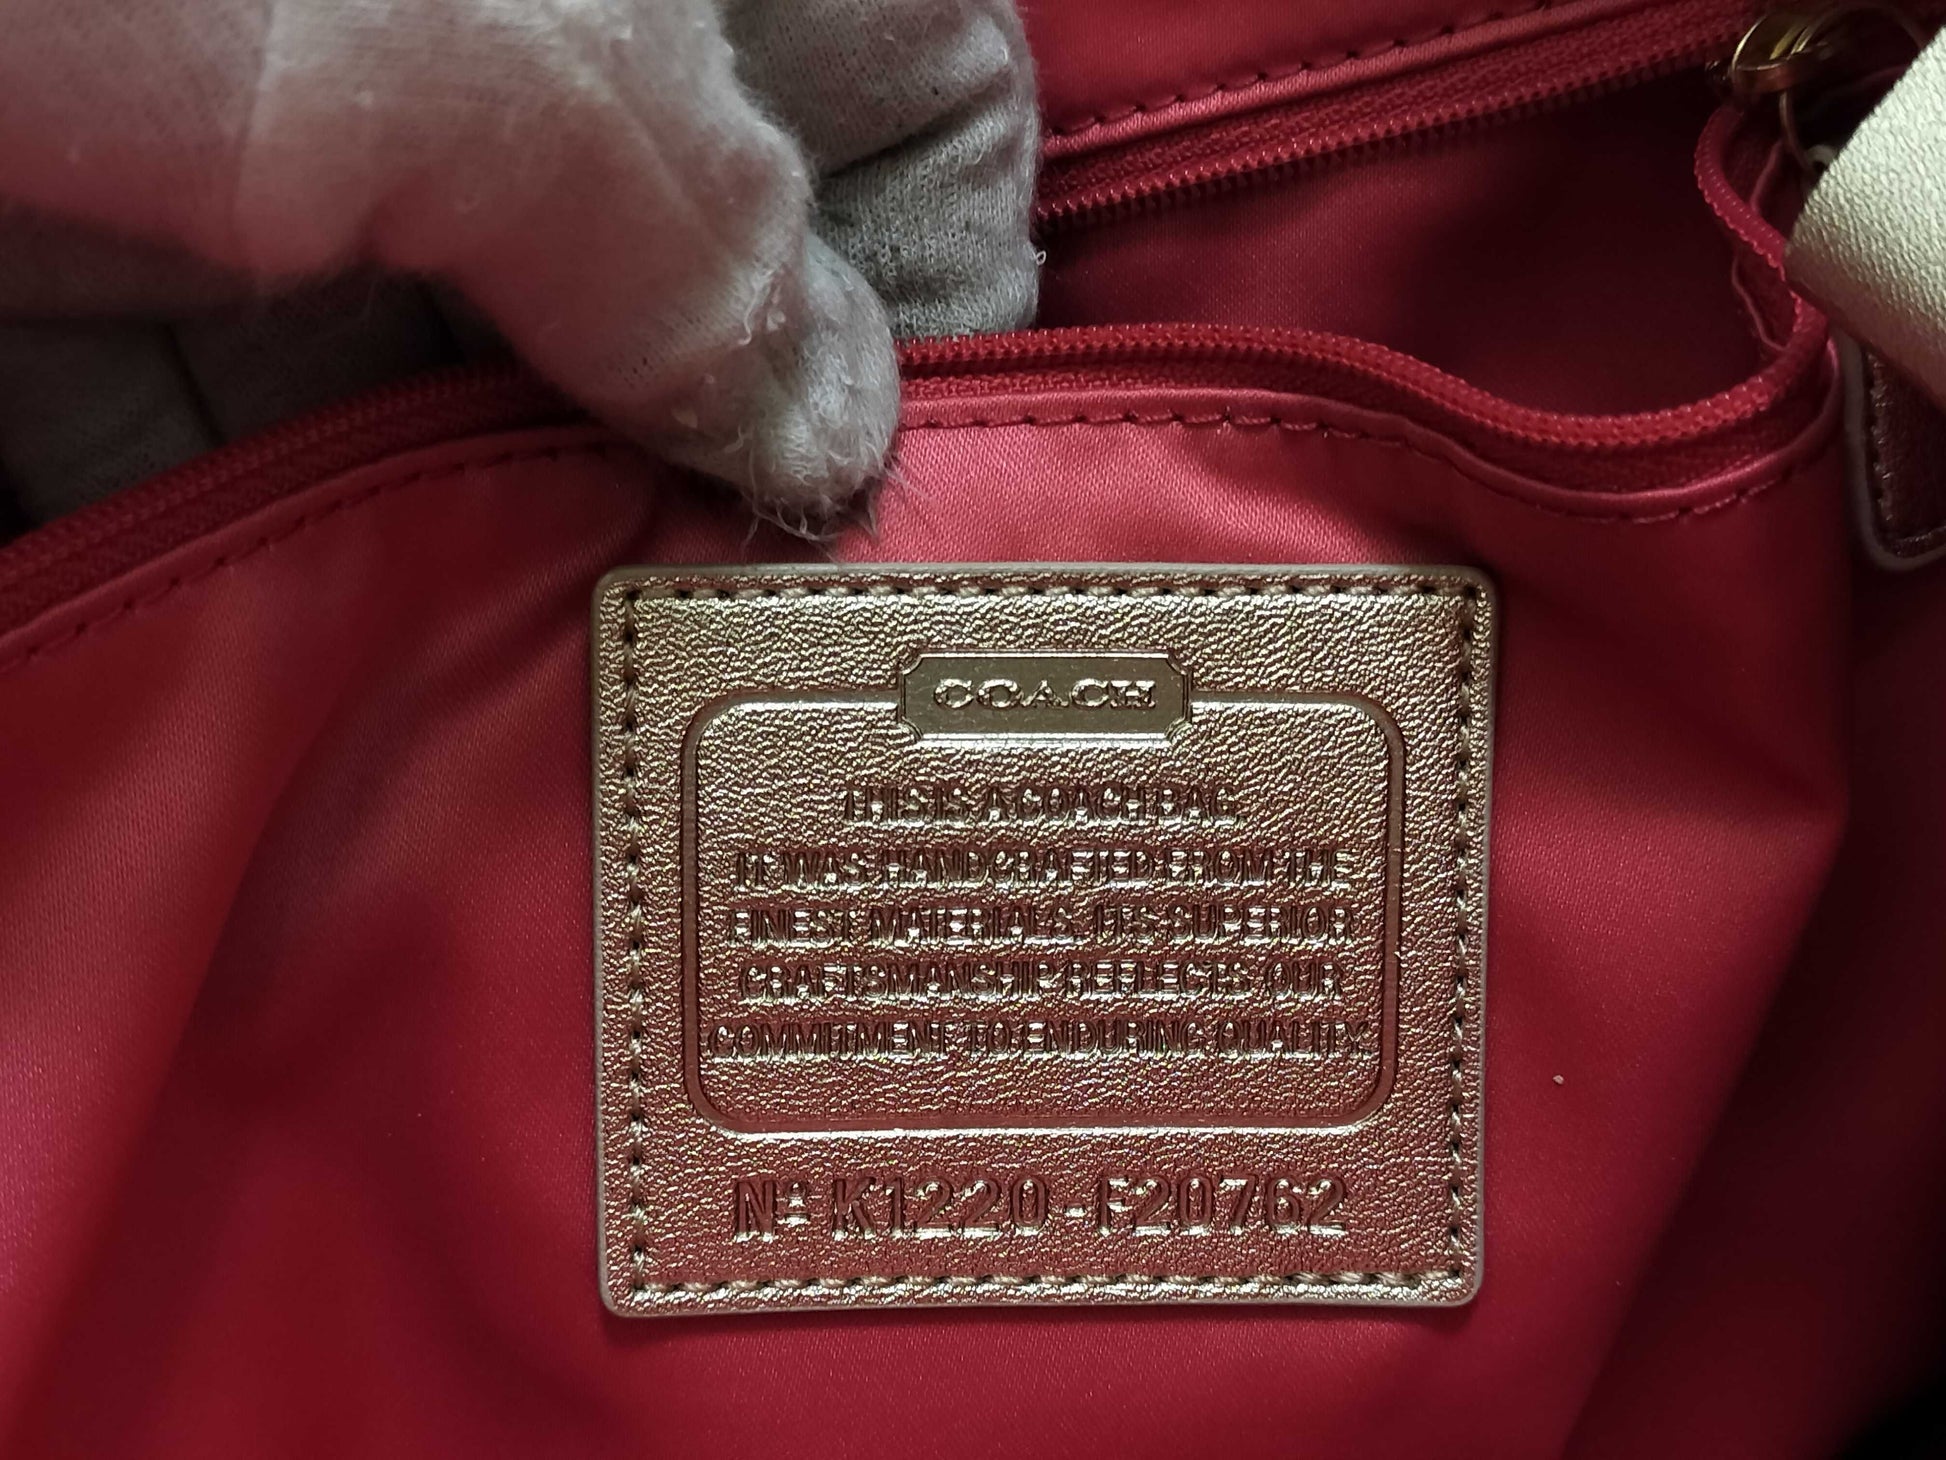 COACH
THIS IS A COACH BAG.
IT WAS HANDCRAFTED FROM THE
FINEST MATERIALS. ITS SUPERIOR
CRAFTSMANSHIP REFLECTS OUR
COMMITMENT TO ENDURING QUALITY.
Nº K1220-F20762